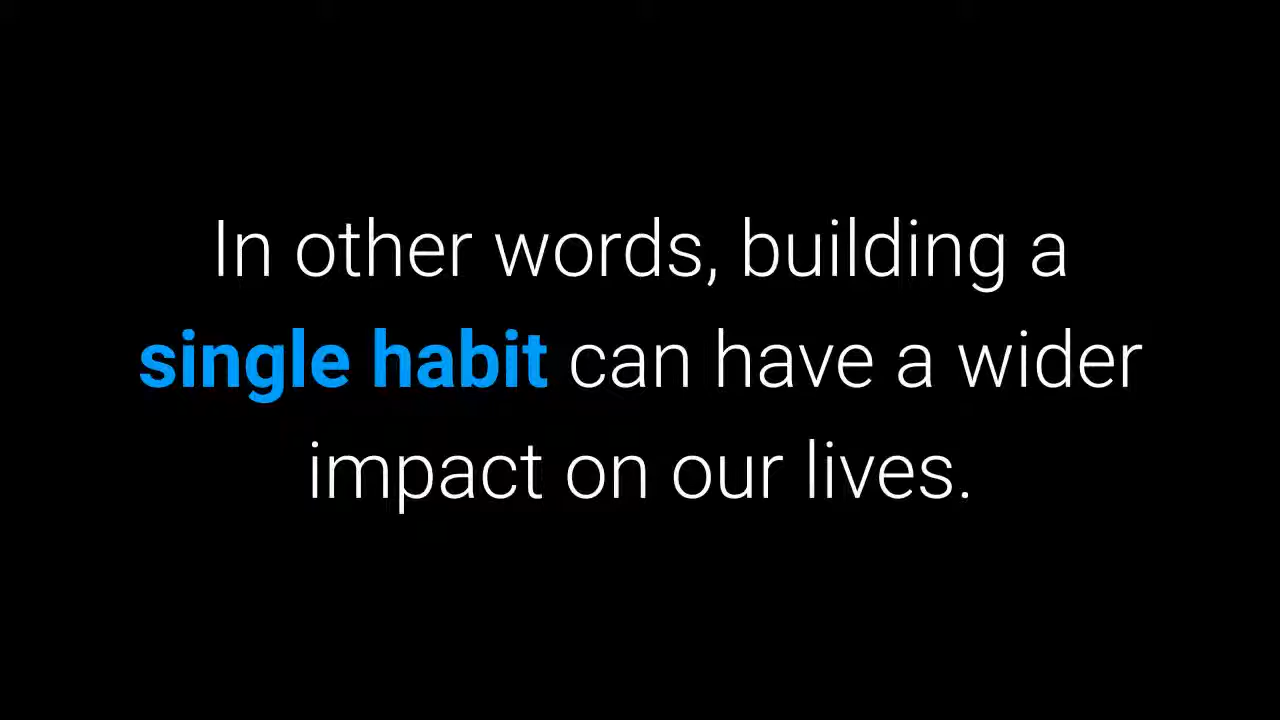 In other words, building a
single habit can have a wider
impact on our lives.